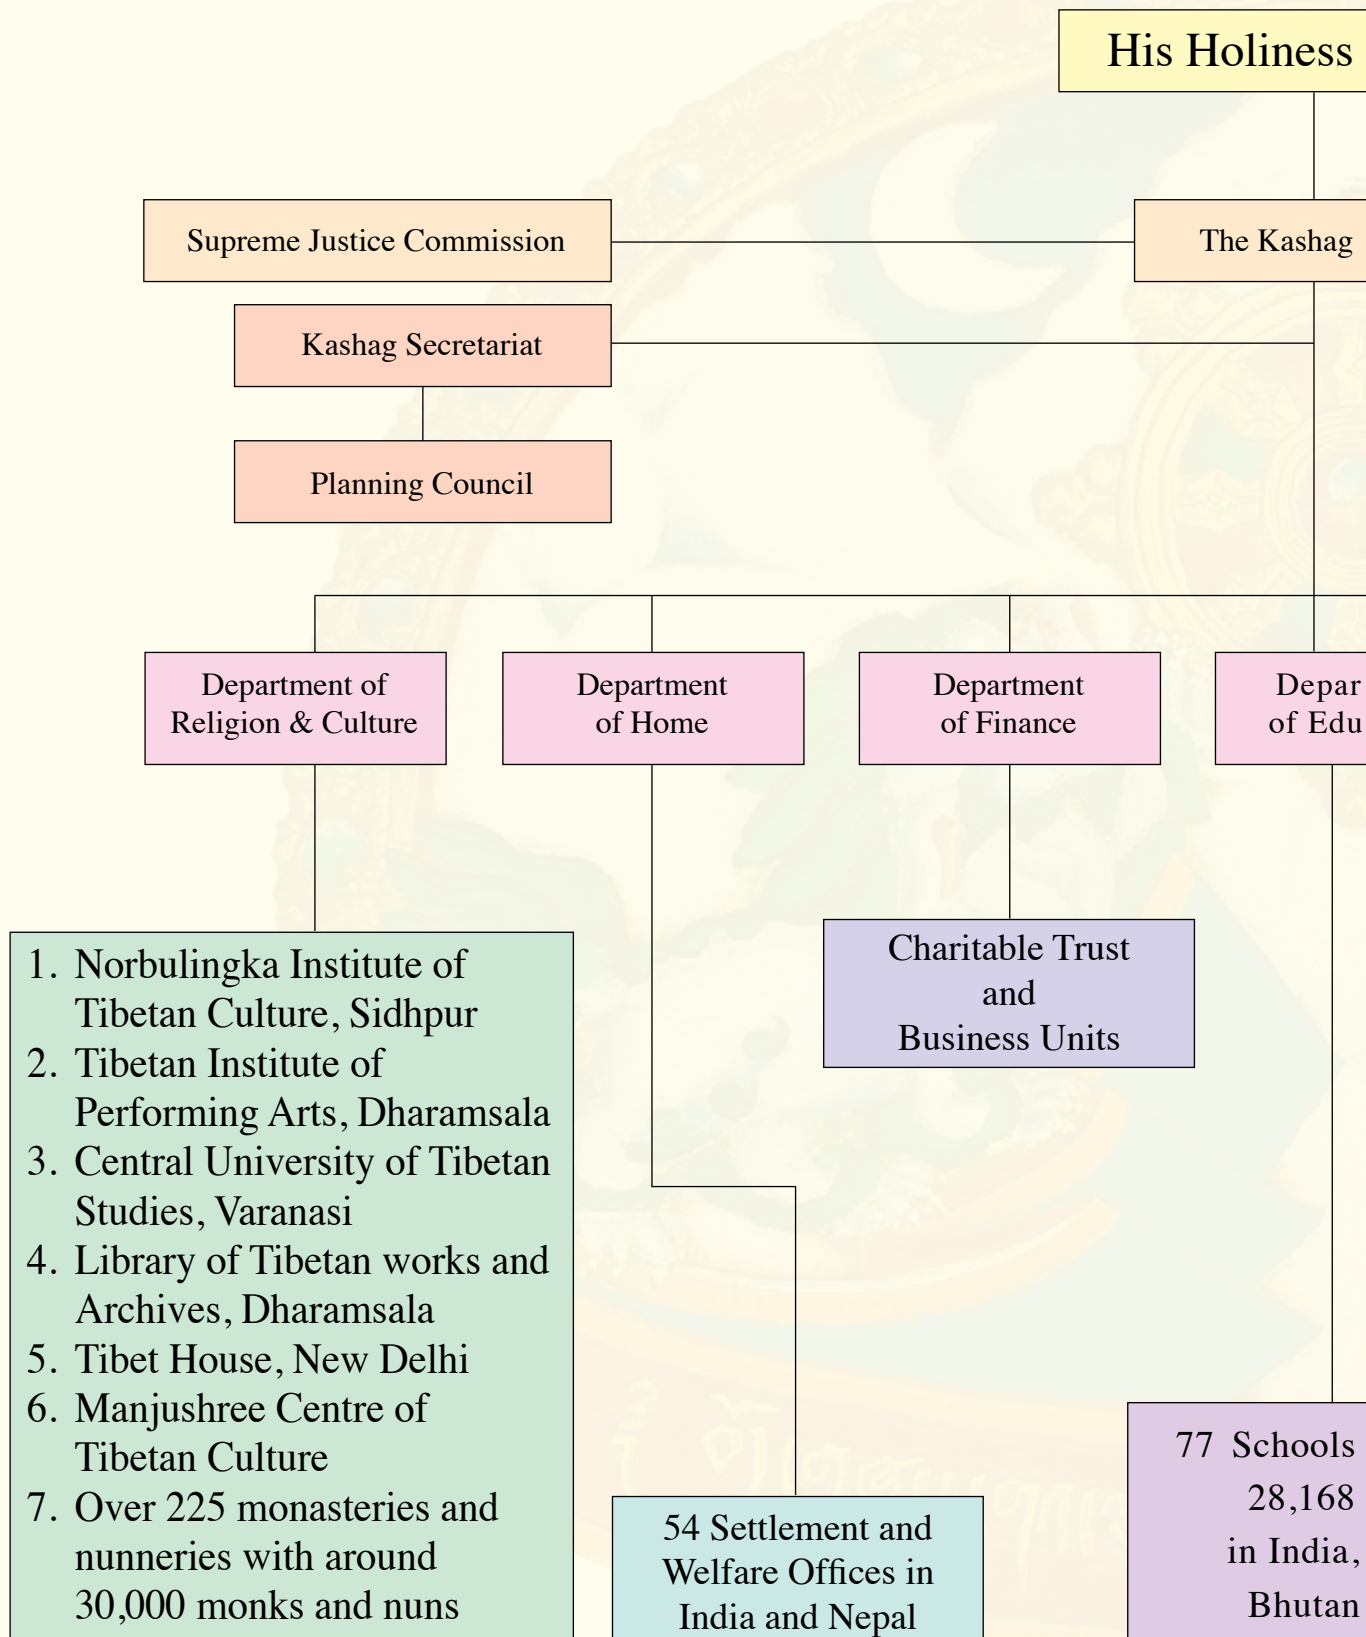 His Holiness
Supreme Justice Commission
The Kashag
Kashag Secretariat
Planning Council
Department of
Religion & Culture
Department
of Home
Department
of Finance
Depar
of Edu
1. Norbulingka Institute of
Tibetan Culture, Sidhpur
2. Tibetan Institute of
Performing Arts, Dharamsala
3. Central University of Tibetan
Studies, Varanasi
4. Library of Tibetan works and
Archives, Dharamsala
5. Tibet House, New Delhi
6. Manjushree Centre of
Tibetan Culture
7. Over 225 monasteries and
nunneries with around
30,000 monks and nuns
Charitable Trust
and
Business Units
54 Settlement and
Welfare Offices in
India and Nepal
77 Schools
28,168
in India,
Bhutan